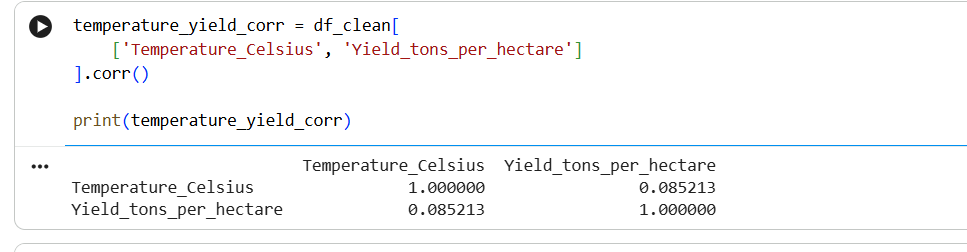 temperature_yield_corr = df_clean[
    ['Temperature_Celsius', 'Yield_tons_per_hectare']
].corr()

print(temperature_yield_corr)
                        Temperature_Celsius  Yield_tons_per_hectare
Temperature_Celsius                1.000000                0.085213
Yield_tons_per_hectare             0.085213                1.000000